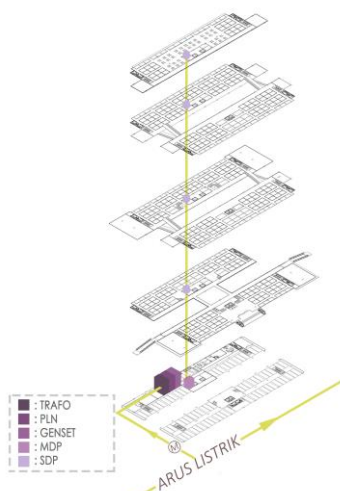 : TRAFO
: PLN
: GENSET
: MDP
: SDP
M
ARUS LISTRIK